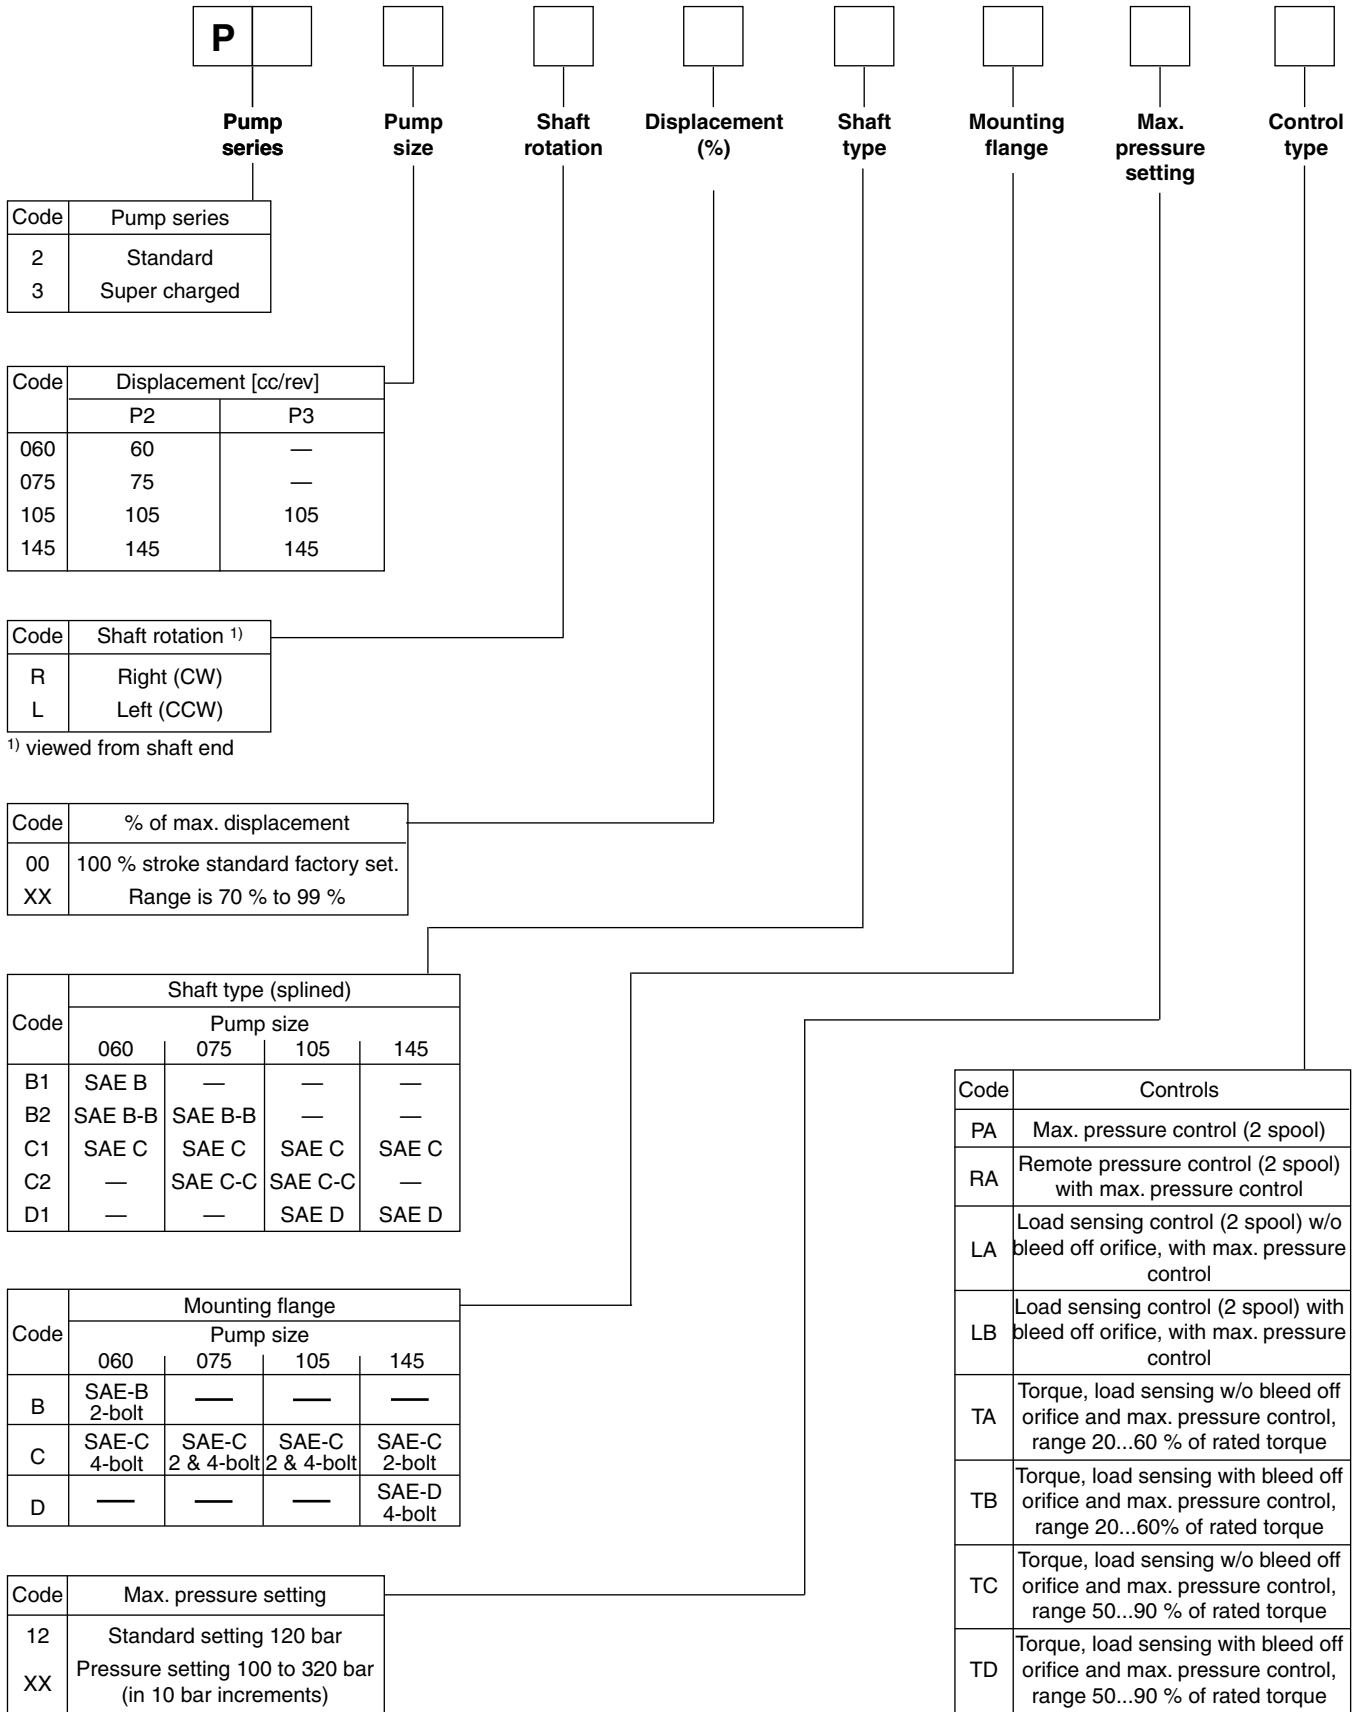 P
Pump series
Pump size
Shaft rotation
Displacement (%)
Shaft type
Mounting flange
Max. pressure setting
Control type
Code Pump series
2 Standard
3 Super charged
Code Displacement [cc/rev]
P2 P3
060 60 —
075 75 —
105 105 105
145 145 145
Code Shaft rotation 1)
R Right (CW)
L Left (CCW)
1) viewed from shaft end
Code % of max. displacement
00 100 % stroke standard factory set.
XX Range is 70 % to 99 %
Shaft type (splined)
Code Pump size
060 075 105 145
B1 SAE B — — —
B2 SAE B-B SAE B-B — —
C1 SAE C SAE C SAE C SAE C
C2 — SAE C-C SAE C-C —
D1 — — SAE D SAE D
Mounting flange
Code Pump size
060 075 105 145
B SAE-B 2-bolt — — —
C SAE-C 4-bolt SAE-C 2 & 4-bolt SAE-C 2 & 4-bolt SAE-C 2-bolt
D — — — SAE-D 4-bolt
Code Max. pressure setting
12 Standard setting 120 bar
XX Pressure setting 100 to 320 bar
(in 10 bar increments)
Code Controls
PA Max. pressure control (2 spool)
RA Remote pressure control (2 spool)
with max. pressure control
LA Load sensing control (2 spool) w/o
bleed off orifice, with max. pressure
control
LB Load sensing control (2 spool) with
bleed off orifice, with max. pressure
control
TA Torque, load sensing w/o bleed off
orifice and max. pressure control,
range 20...60 % of rated torque
TB Torque, load sensing with bleed off
orifice and max. pressure control,
range 20...60% of rated torque
TC Torque, load sensing w/o bleed off
orifice and max. pressure control,
range 50...90 % of rated torque
TD Torque, load sensing with bleed off
orifice and max. pressure control,
range 50...90 % of rated torque